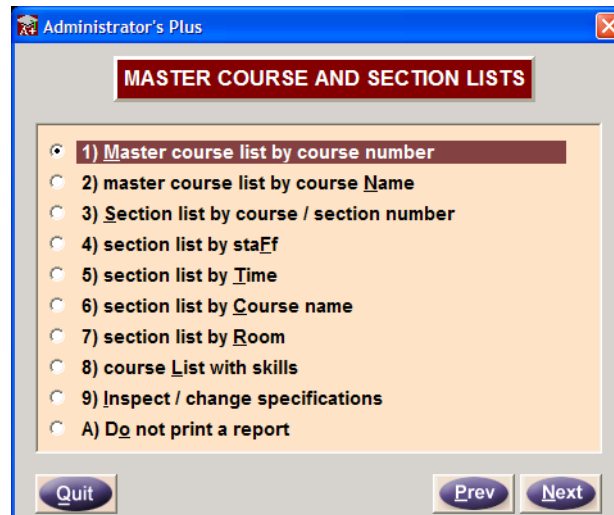 Administrator's Plus
MASTER COURSE AND SECTION LISTS
1) Master course list by course number
2) master course list by course Name
3) Section list by course / section number
4) section list by staFf
5) section list by Time
6) section list by Course name
7) section list by Room
8) course List with skills
9) Inspect / change specifications
A) Do not print a report
Quit
Prev
Next